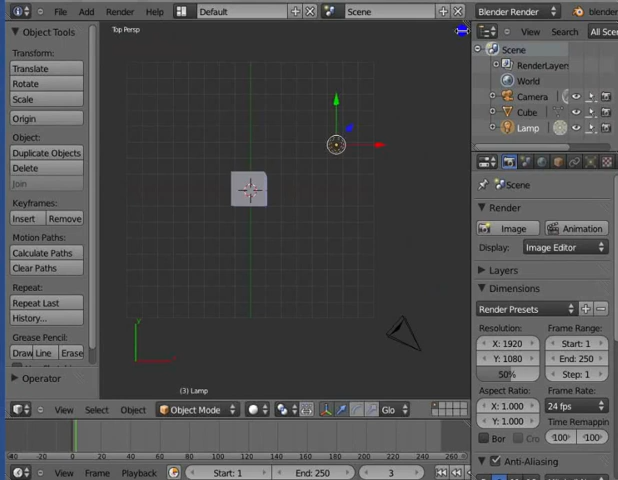 File Add Render Help Default Scene Blender Render blender
Object Tools
Top Persp
View Search All Scen
Transform:
Scene
Translate
RenderLayers
Rotate
World
Scale
Camera
Origin
Cube
Object:
Lamp
Duplicate Objects
Delete
Join
Scene
Keyframes:
Render
Insert Remove
Image Animation
Motion Paths:
Display: Image Editor
Calculate Paths
Clear Paths
Layers
Repeat:
Dimensions
Repeat Last
Render Presets
History...
Resolution: Frame Range:
Grease Pencil:
X: 1920 Start: 1
Draw Line Erase
Y: 1080 End: 250
50% Step: 1
Operator
Aspect Ratio: Frame Rate:
(3) Lamp
X: 1.000 24 fps
View Select Object Object Mode Glo
Y: 1.000 Time Remappin
Bor Cro 100 100
-40 -20 0 20 40 60 80 100 120 140 160 180 200 220 240 260
Anti-Aliasing
View Frame Playback Start: 1 End: 250 3